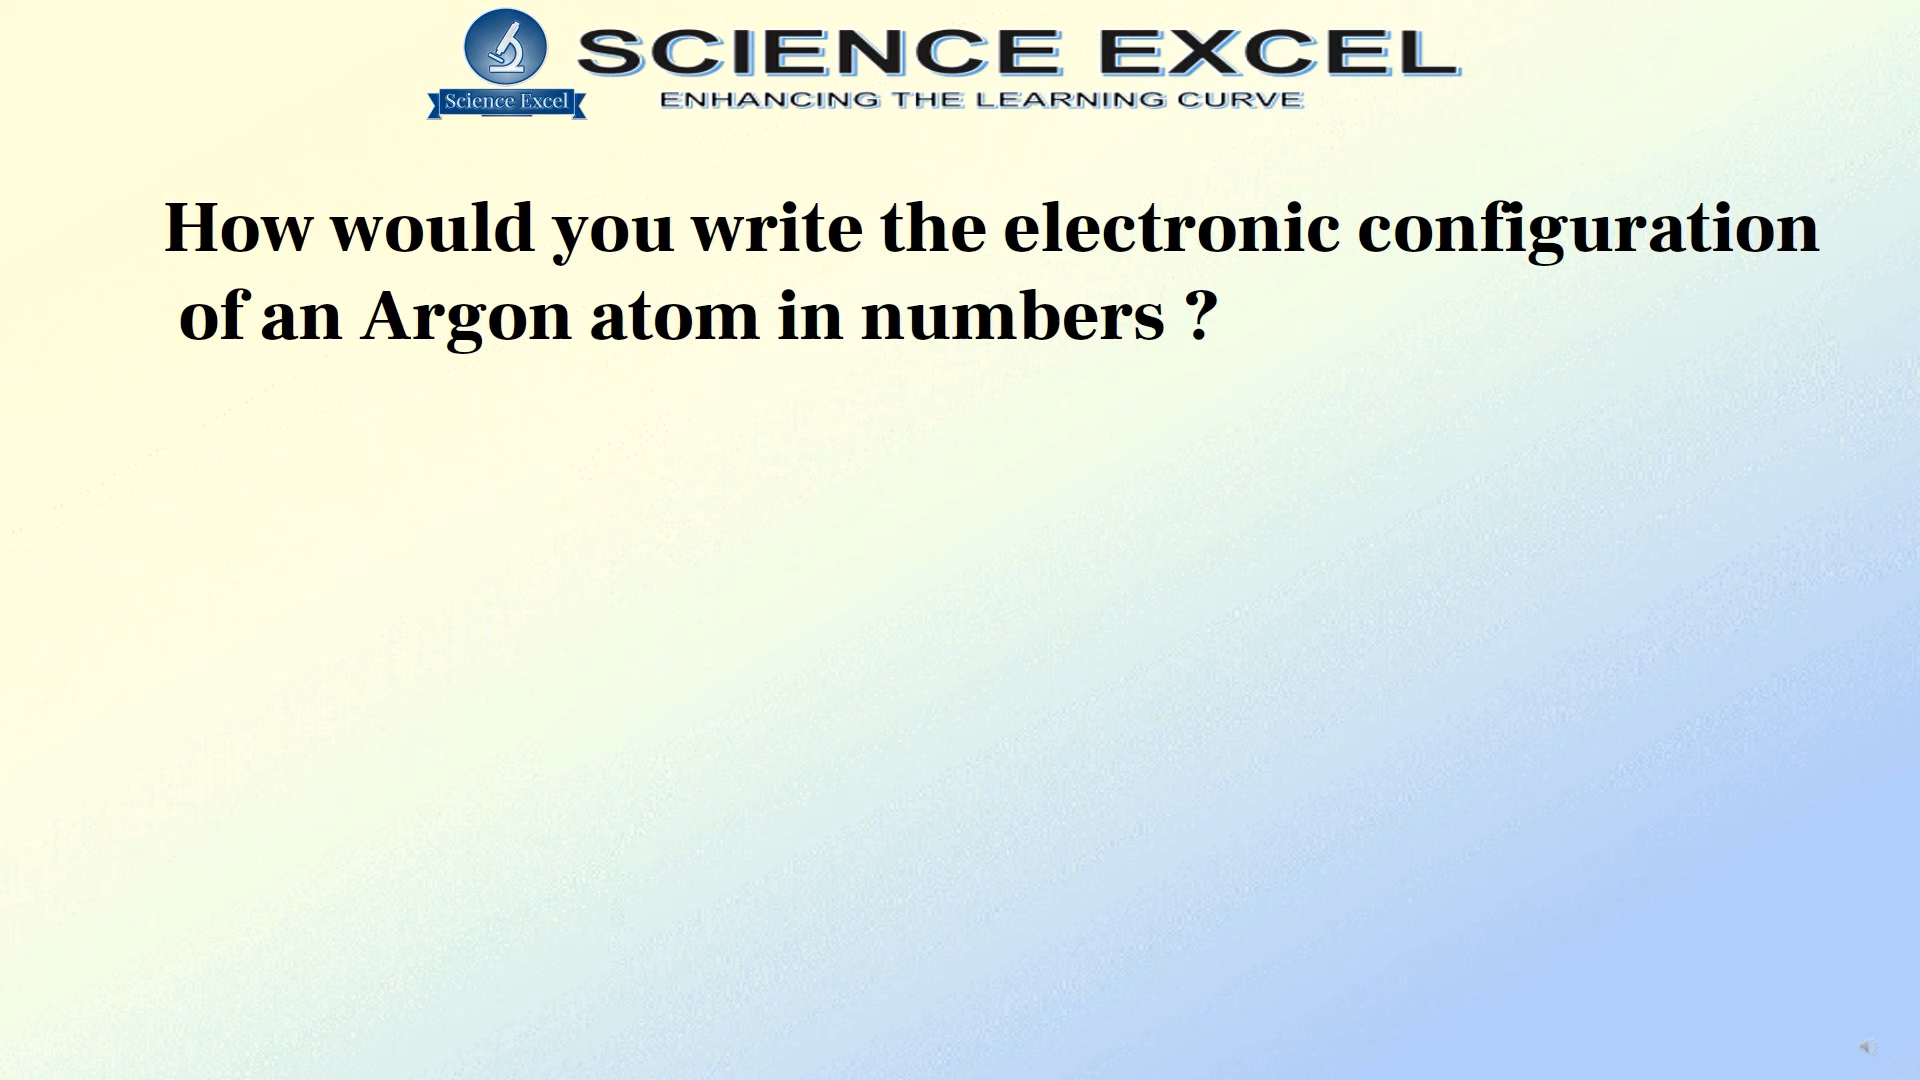 Science Excel
SCIENCE EXCEL
ENHANCING THE LEARNING CURVE
How would you write the electronic configuration
of an Argon atom in numbers ?